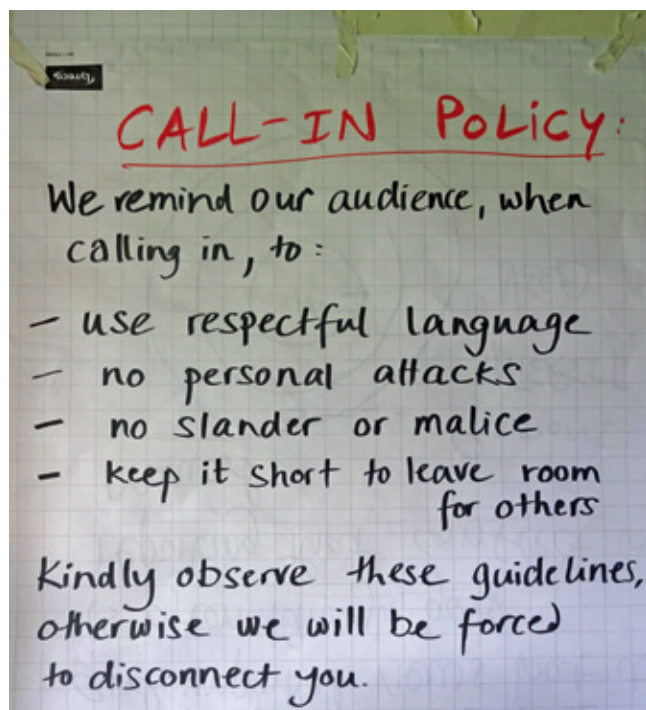 CALL-IN POLICY:
We remind our audience, when
calling in, to:
- use respectful language
- no personal attacks
- no slander or malice
- keep it short to leave room
for others
Kindly observe these guidelines,
otherwise we will be forced
to disconnect you.